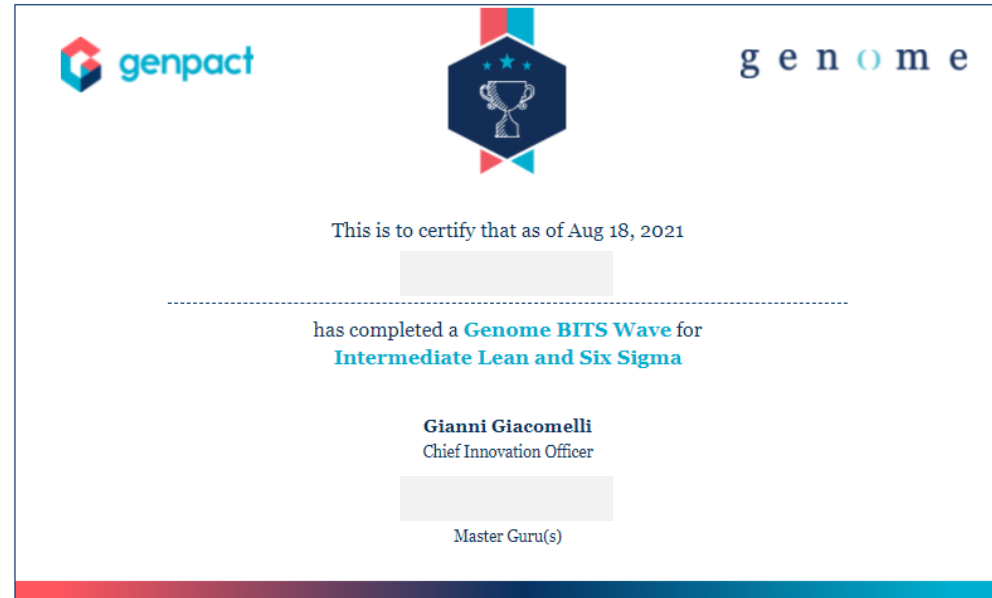 genpact
genome
This is to certify that as of Aug 18, 2021
has completed a Genome BITS Wave for
Intermediate Lean and Six Sigma
Gianni Giacomelli
Chief Innovation Officer
Master Guru(s)